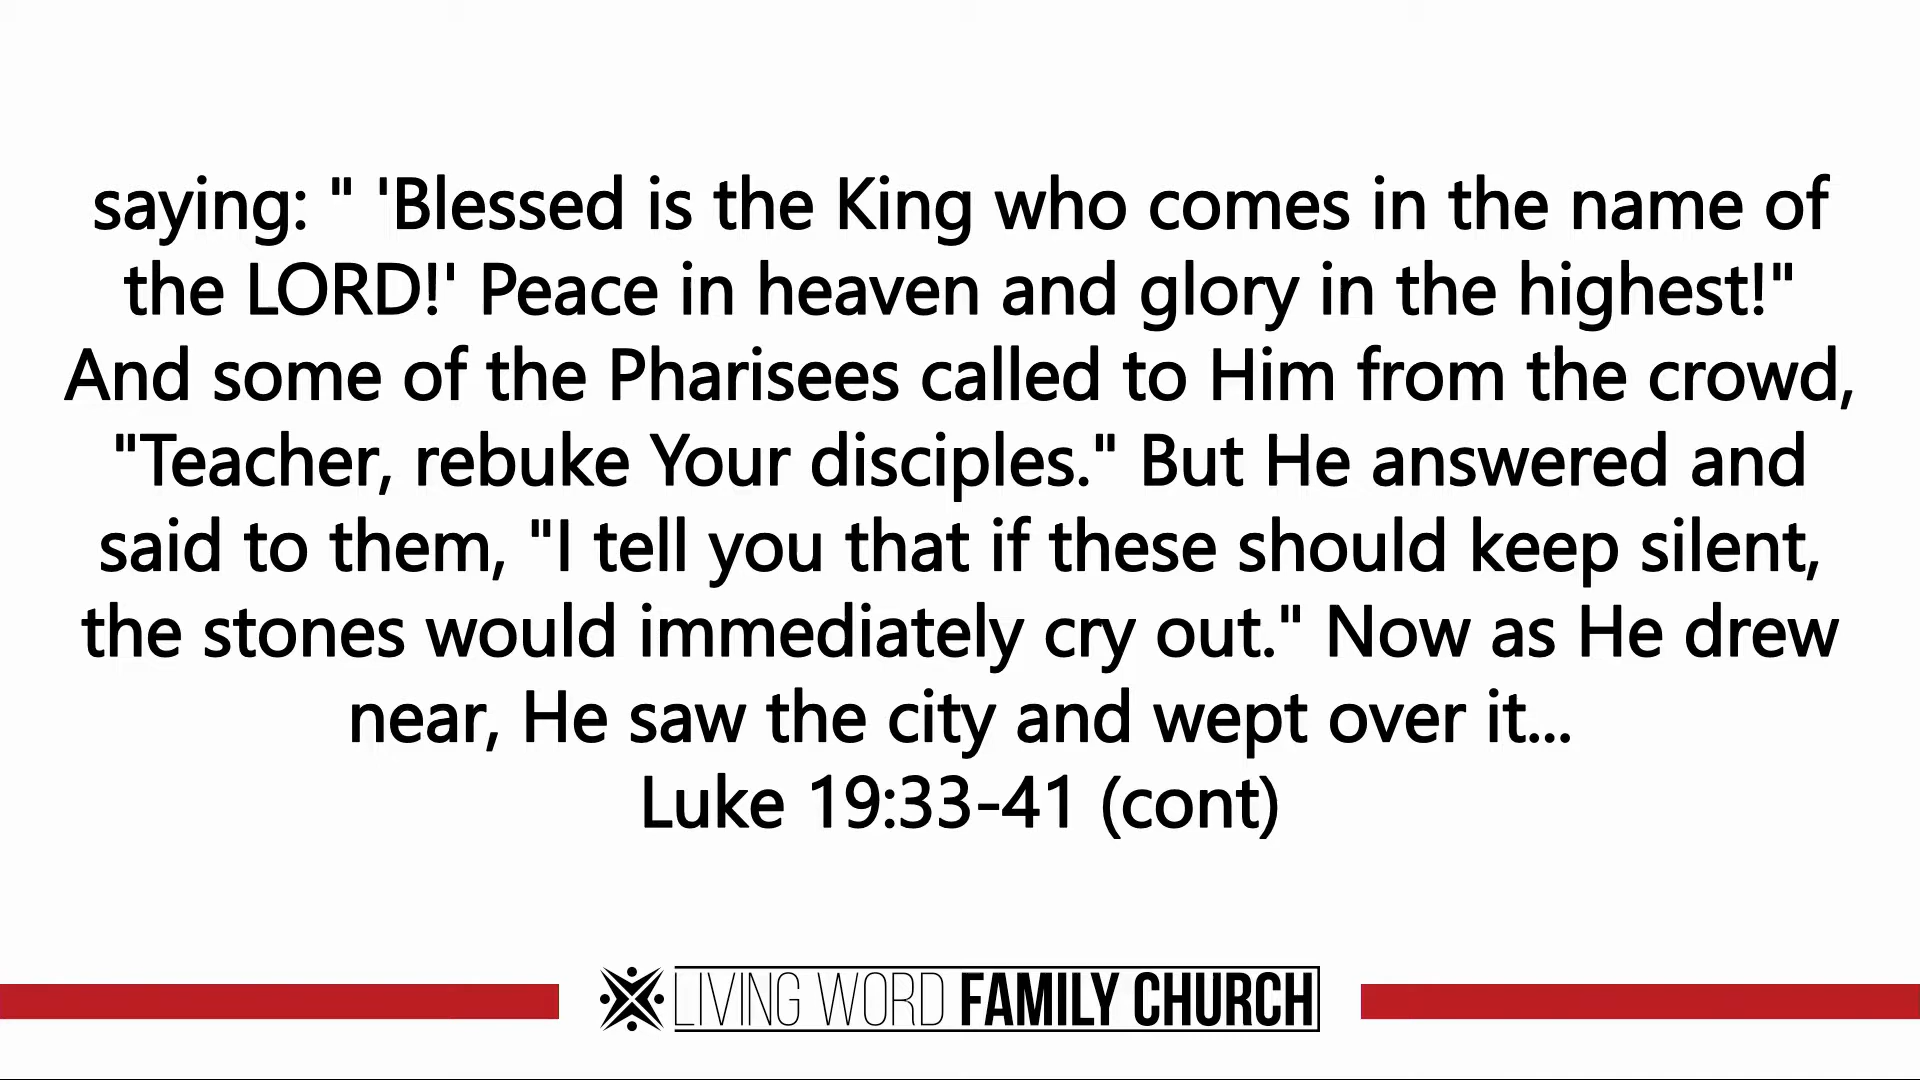 saying: " 'Blessed is the King who comes in the name of
the LORD!' Peace in heaven and glory in the highest!"
And some of the Pharisees called to Him from the crowd,
"Teacher, rebuke Your disciples." But He answered and
said to them, "I tell you that if these should keep silent,
the stones would immediately cry out." Now as He drew
near, He saw the city and wept over it...
Luke 19:33-41 (cont)
LIVING WORD FAMILY CHURCH